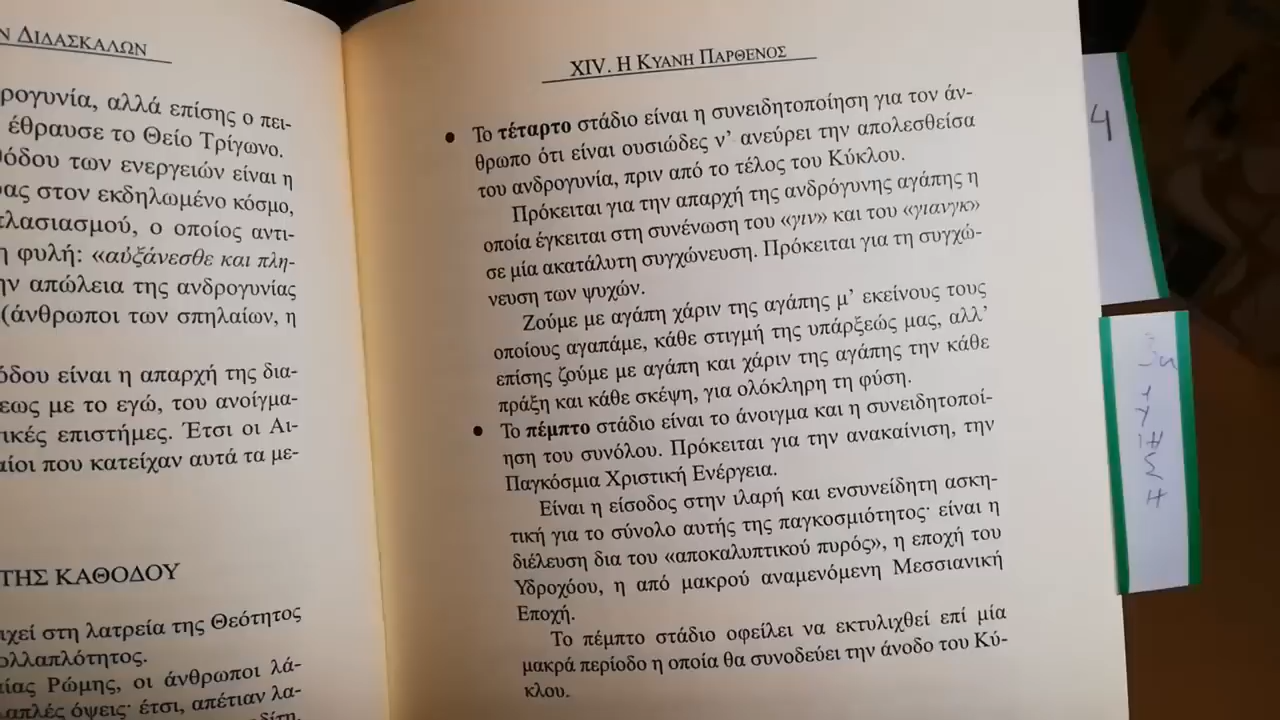 Ν ΔΙΔΑΣΚΑΛΩΝ
ρογυνία, αλλά επίσης ο πει-
έθραυσε το Θείο Τρίγωνο.
όδου των ενεργειών είναι η
ας στον εκδηλωμένο κόσμο,
πλασιασμού, ο οποίος αντι-
η φυλή: «αὐξάνεσθε και πλη-
ην απώλεια της ανδρογυνίας
(άνθρωποι των σπηλαίων, η
όδου είναι η απαρχή της δια-
εως με το εγώ, του ανοίγμα-
τικές επιστήμες. Έτσι οι Αι-
αίοι που κατείχαν αυτά τα με-
ΤΗΣ ΚΑΘΟΔΟΥ
ιχεί στη λατρεία της Θεότητος
ολλαπλότητος.
αίας Ρώμης, οι άνθρωποι λά-
απλές όψεις· έτσι, απέτιαν λα-
XIV. Η ΚΥΑΝΗ ΠΑΡΘΕΝΟΣ
• Το τέταρτο στάδιο είναι η συνειδητοποίηση για τον άν-
θρωπο ότι είναι ουσιώδες ν' ανεύρει την απολεσθείσα
του ανδρογυνία, πριν από το τέλος του Κύκλου.
Πρόκειται για την απαρχή της ανδρόγυνης αγάπης η
οποία έγκειται στη συνένωση του «γιν» και του «γιανγκ»
σε μία ακατάλυτη συγχώνευση. Πρόκειται για τη συγχώ-
νευση των ψυχών.
Ζούμε με αγάπη χάριν της αγάπης μ' εκείνους τους
οποίους αγαπάμε, κάθε στιγμή της υπάρξεώς μας, αλλ'
επίσης ζούμε με αγάπη και χάριν της αγάπης την κάθε
πράξη και κάθε σκέψη, για ολόκληρη τη φύση.
• Το πέμπτο στάδιο είναι το άνοιγμα και η συνειδητοποί-
ηση του συνόλου. Πρόκειται για την ανακαίνιση, την
Παγκόσμια Χριστική Ενέργεια.
Είναι η είσοδος στην ιλαρή και ενσυνείδητη ασκη-
τική για το σύνολο αυτής της παγκοσμιότητος· είναι η
διέλευση δια του «αποκαλυπτικού πυρός», η εποχή του
Υδροχόου, η από μακρού αναμενόμενη Μεσσιανική
Εποχή.
Το πέμπτο στάδιο οφείλει να εκτυλιχθεί επί μία
μακρά περίοδο η οποία θα συνοδεύει την άνοδο του Κύ-
κλου.
4